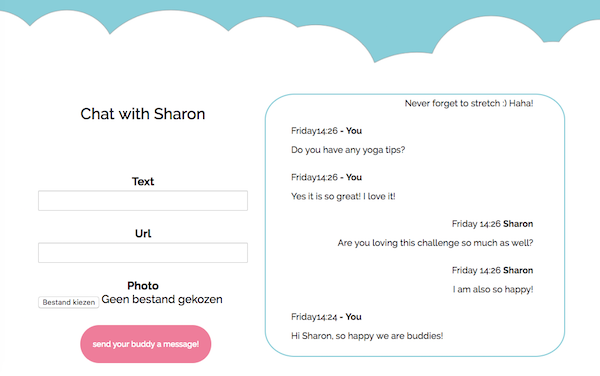 Chat with Sharon
Text
Url
Photo
Bestand kiezen Geen bestand gekozen
send your buddy a message!
Never forget to stretch :) Haha!
Friday14:26 - You
Do you have any yoga tips?
Friday14:26 - You
Yes it is so great! I love it!
Friday 14:26 Sharon
Are you loving this challenge so much as well?
Friday 14:26 Sharon
I am also so happy!
Friday14:24 - You
Hi Sharon, so happy we are buddies!